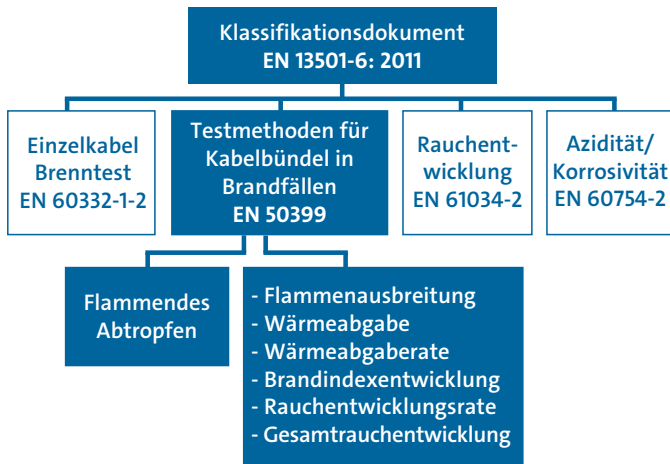 Klassifikationsdokument
EN 13501-6: 2011
Einzelkabel
Brenntest
EN 60332-1-2
Testmethoden für
Kabelbündel in
Brandfällen
EN 50399
Rauchent-
wicklung
EN 61034-2
Azidität/
Korrosivität
EN 60754-2
Flammendes
Abtropfen
- Flammenausbreitung
- Wärmeabgabe
- Wärmeabgaberate
- Brandindexentwicklung
- Rauchentwicklungsrate
- Gesamtrauchentwicklung